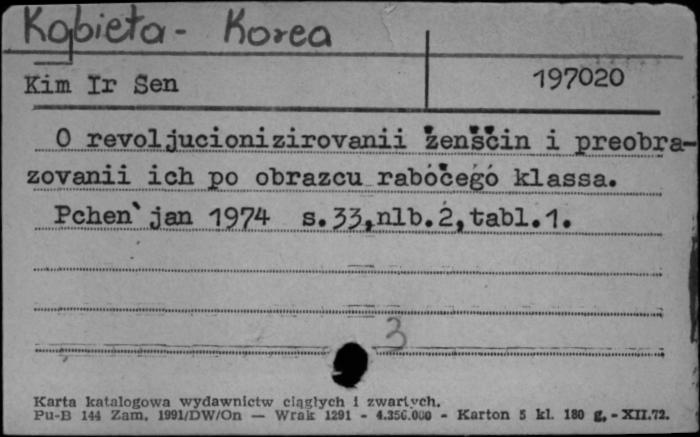 Kobieta - Korea
Kim Ir Sen
197020
O revoljucionizirovanii ženščin i preobra-
zovanii ich po obrazcu rabočego klassa.
Pchen`jan 1974 s.33,nlb.2,tabl.1.
3
Karta katalogowa wydawnictw ciągłych i zwartych.
Pu-B 144 Zam. 1991/DW/On — Wrak 1291 - 4.356.000 - Karton 5 kl. 180 g. - XII.72.